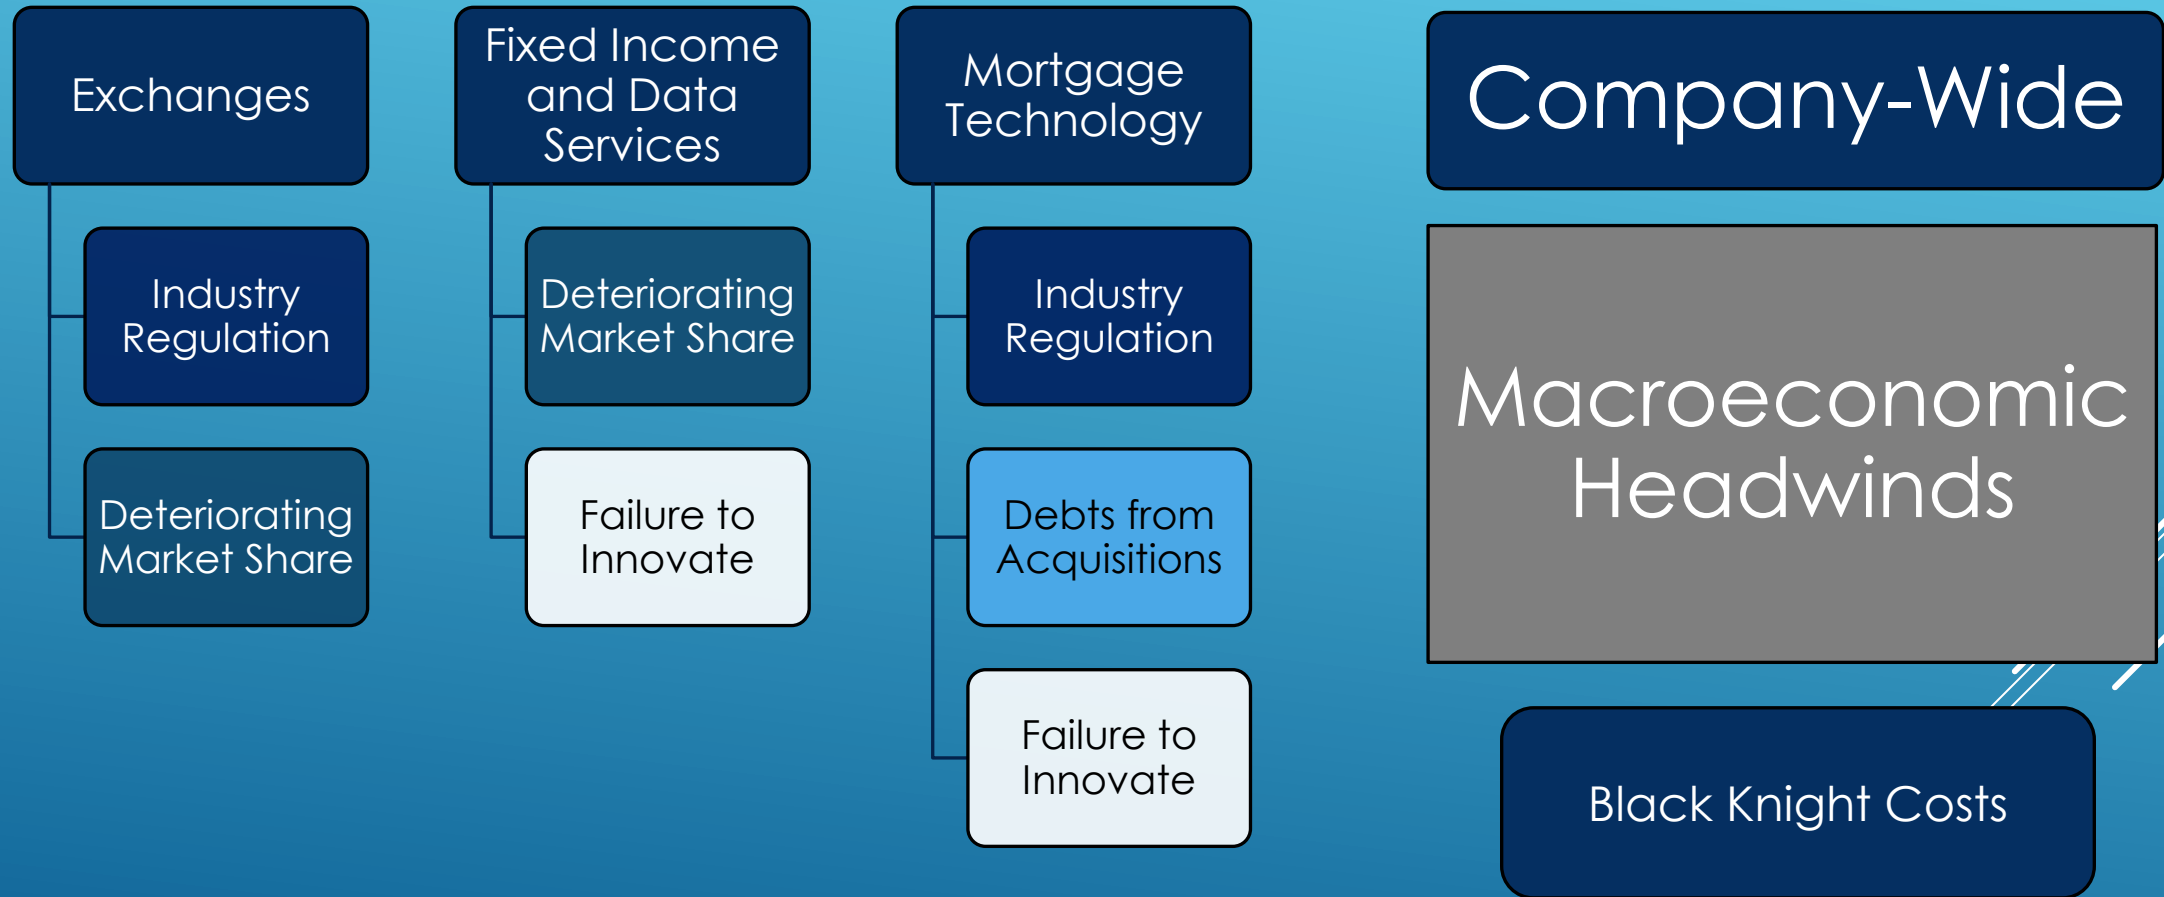 Exchanges
Industry
Regulation
Deteriorating
Market Share
Fixed Income
and Data
Services
Deteriorating
Market Share
Failure to
Innovate
Mortgage
Technology
Industry
Regulation
Debts from
Acquisitions
Failure to
Innovate
Company-Wide
Macroeconomic
Headwinds
Black Knight Costs